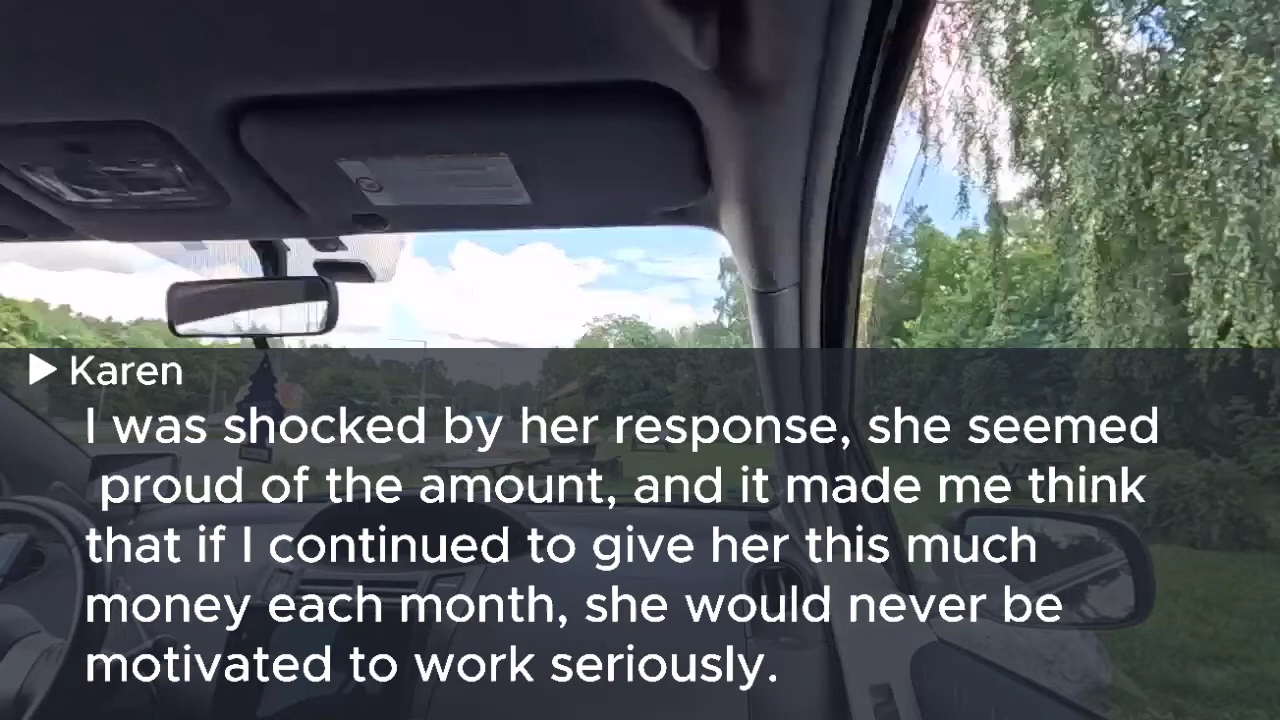 ▶ Karen
I was shocked by her response, she seemed
proud of the amount, and it made me think
that if I continued to give her this much
money each month, she would never be
motivated to work seriously.